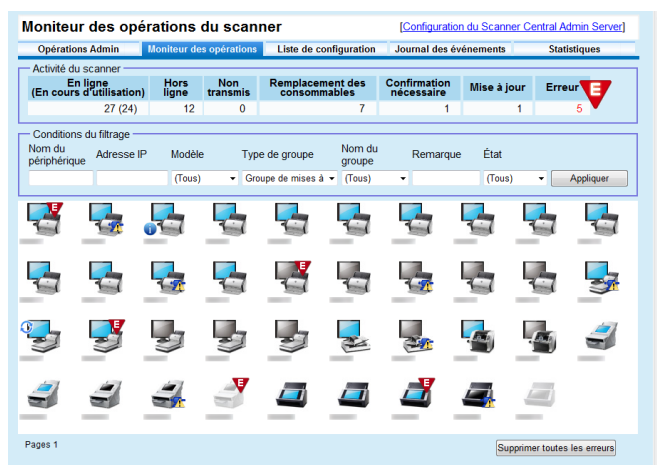 Moniteur des opérations du scanner
[Configuration du Scanner Central Admin Server]
Opérations Admin Moniteur des opérations Liste de configuration Journal des événements Statistiques
Activité du scanner
En ligne
(En cours d'utilisation)
Hors
ligne
Non
transmis
Remplacement des
consommables
Confirmation
nécessaire
Mise à jour
Erreur
E
27 (24) 12 0 7 1 1 5
Conditions du filtrage
Nom du
périphérique
Adresse IP
Modèle
Type de groupe
Nom du
groupe
Remarque
État
(Tous) Groupe de mises à (Tous) (Tous) Appliquer
E
E
E
E
E
Pages 1
Supprimer toutes les erreurs